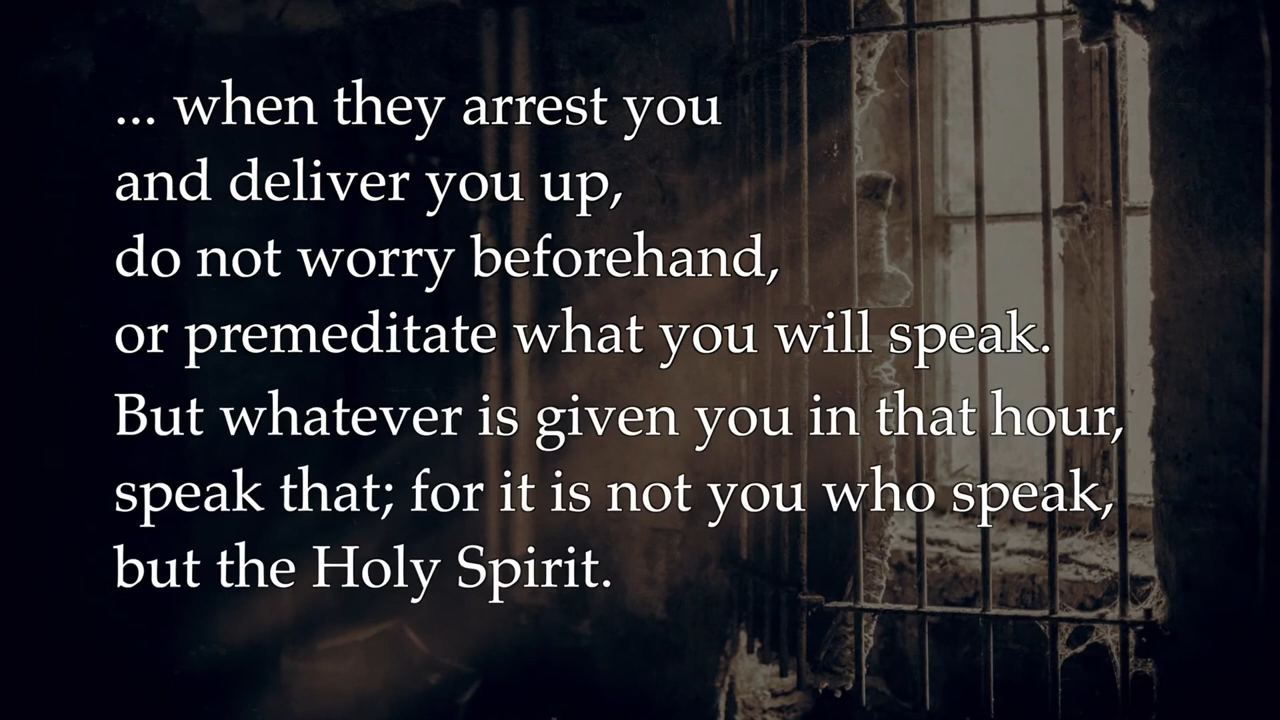 ... when they arrest you
and deliver you up,
do not worry beforehand,
or premeditate what you will speak.
But whatever is given you in that hour,
speak that; for it is not you who speak,
but the Holy Spirit.